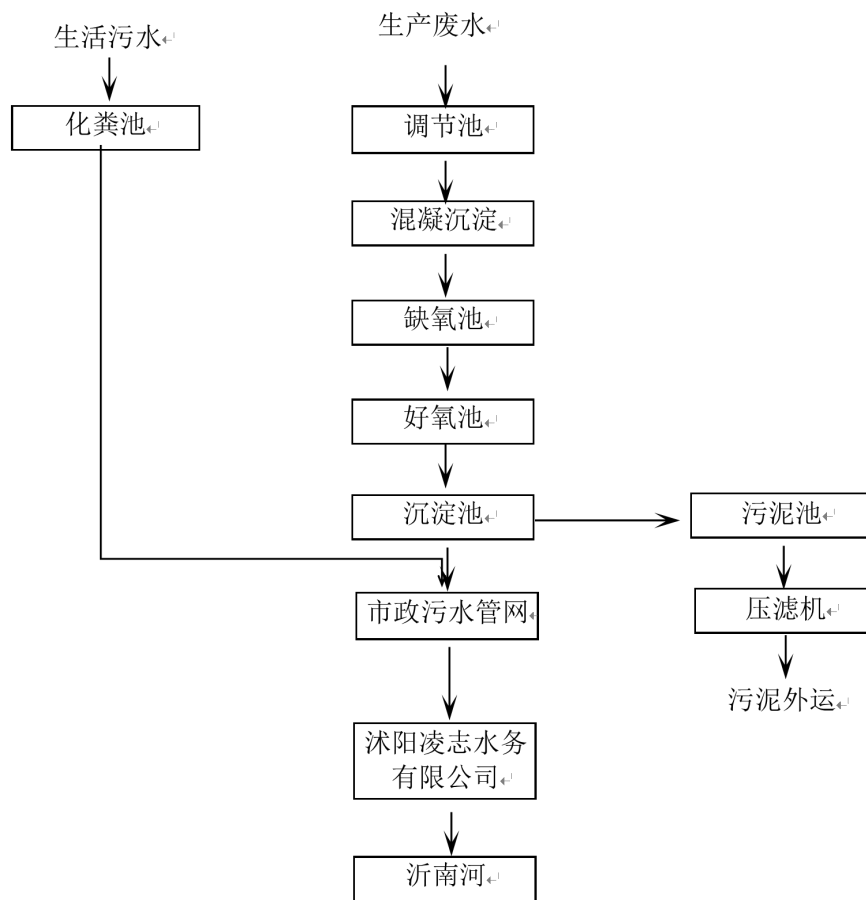 生活污水
生产废水
化粪池
调节池
混凝沉淀
缺氧池
好氧池
沉淀池
污泥池
市政污水管网
压滤机
污泥外运
沭阳凌志水务
有限公司
沂南河